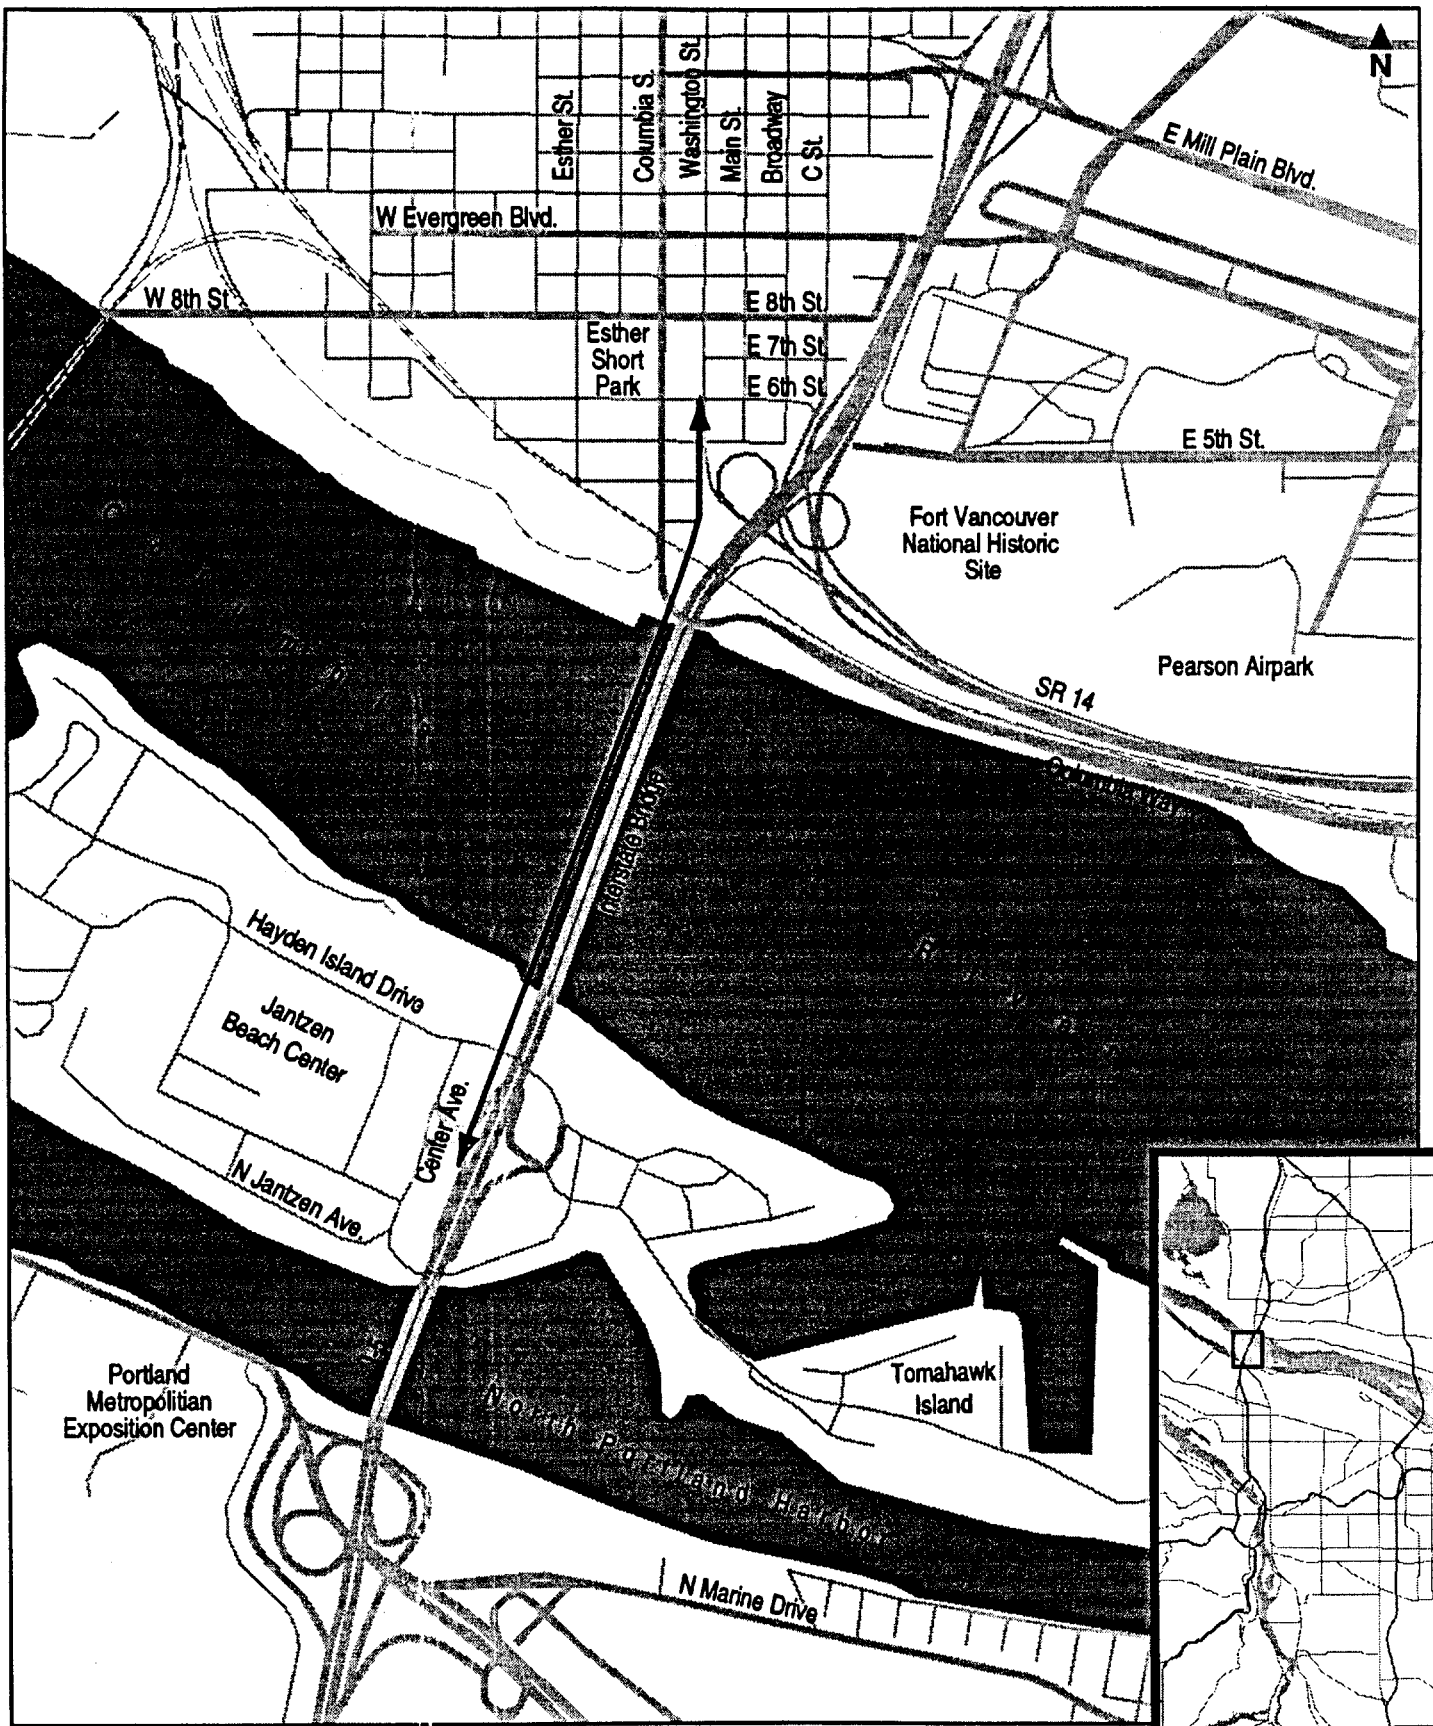 N
Esther St.
Columbia S.
Washington St.
Main St.
Broadway
C St.
E Mill Plain Blvd.
W Evergreen Blvd.
W 8th St
E 8th St.
Esther
Short
Park
E 7th St.
E 6th St.
E 5th St.
Fort Vancouver
National Historic
Site
Pearson Airpark
SR 14
Columbia Way
Interstate Bridge
Hayden Island Drive
Jantzen
Beach Center
Center Ave.
N Jantzen Ave.
Portland
Metropolitian
Exposition Center
Tomahawk
Island
North Portland Harbor
N Marine Drive